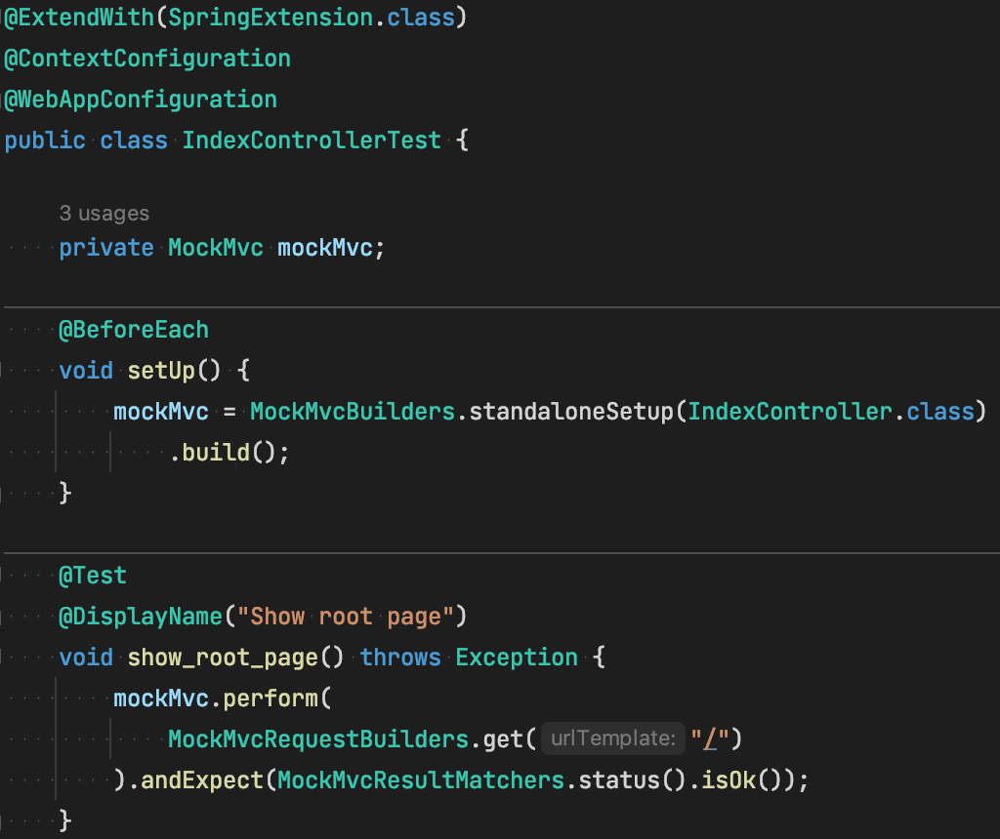 @ExtendWith(SpringExtension.class)
@ContextConfiguration
@WebAppConfiguration
public class IndexControllerTest {
3 usages
private MockMvc mockMvc;
@BeforeEach
void setUp() {
mockMvc = MockMvcBuilders.standaloneSetup(IndexController.class)
.build();
}
@Test
@DisplayName("Show root page")
void show_root_page() throws Exception {
mockMvc.perform(
MockMvcRequestBuilders.get( urlTemplate: "/")
).andExpect(MockMvcResultMatchers.status().isOk());
}